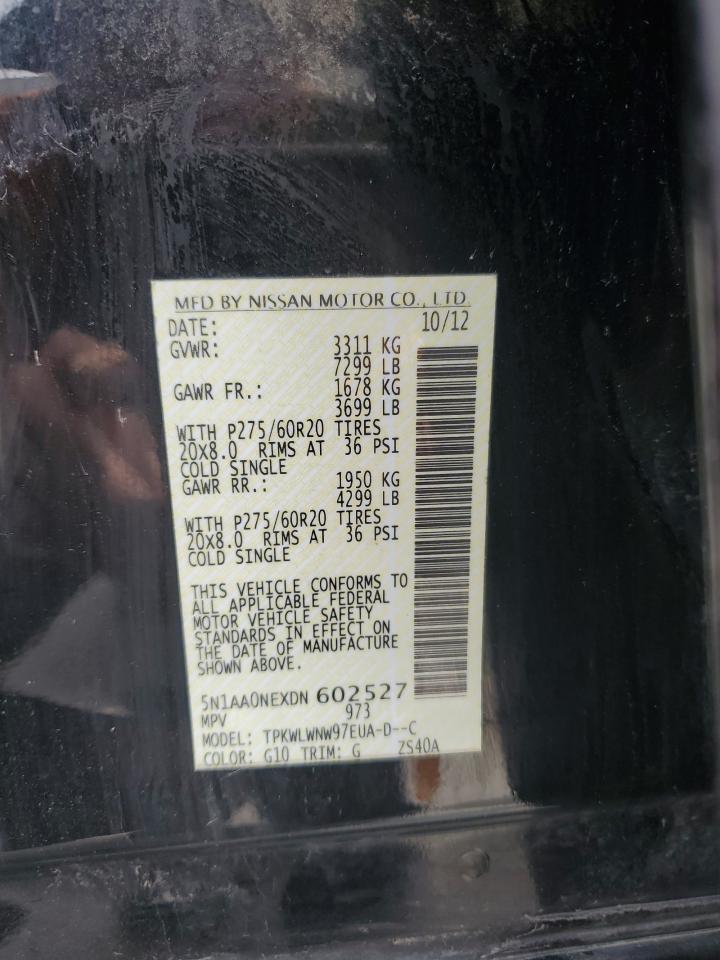 MFD BY NISSAN MOTOR CO., LTD.
DATE: 10/12
GVWR: 3311 KG
7299 LB
GAWR FR.: 1678 KG
3699 LB
WITH P275/60R20 TIRES
20X8.0 RIMS AT 36 PSI
COLD SINGLE
GAWR RR.: 1950 KG
4299 LB
WITH P275/60R20 TIRES
20X8.0 RIMS AT 36 PSI
COLD SINGLE
THIS VEHICLE CONFORMS TO
ALL APPLICABLE FEDERAL
MOTOR VEHICLE SAFETY
STANDARDS IN EFFECT ON
THE DATE OF MANUFACTURE
SHOWN ABOVE.
5N1AA0NEXDN 602527
MPV 973
MODEL: TPKWLWNW97EUA-D--C
COLOR: G10 TRIM: G ZS40A